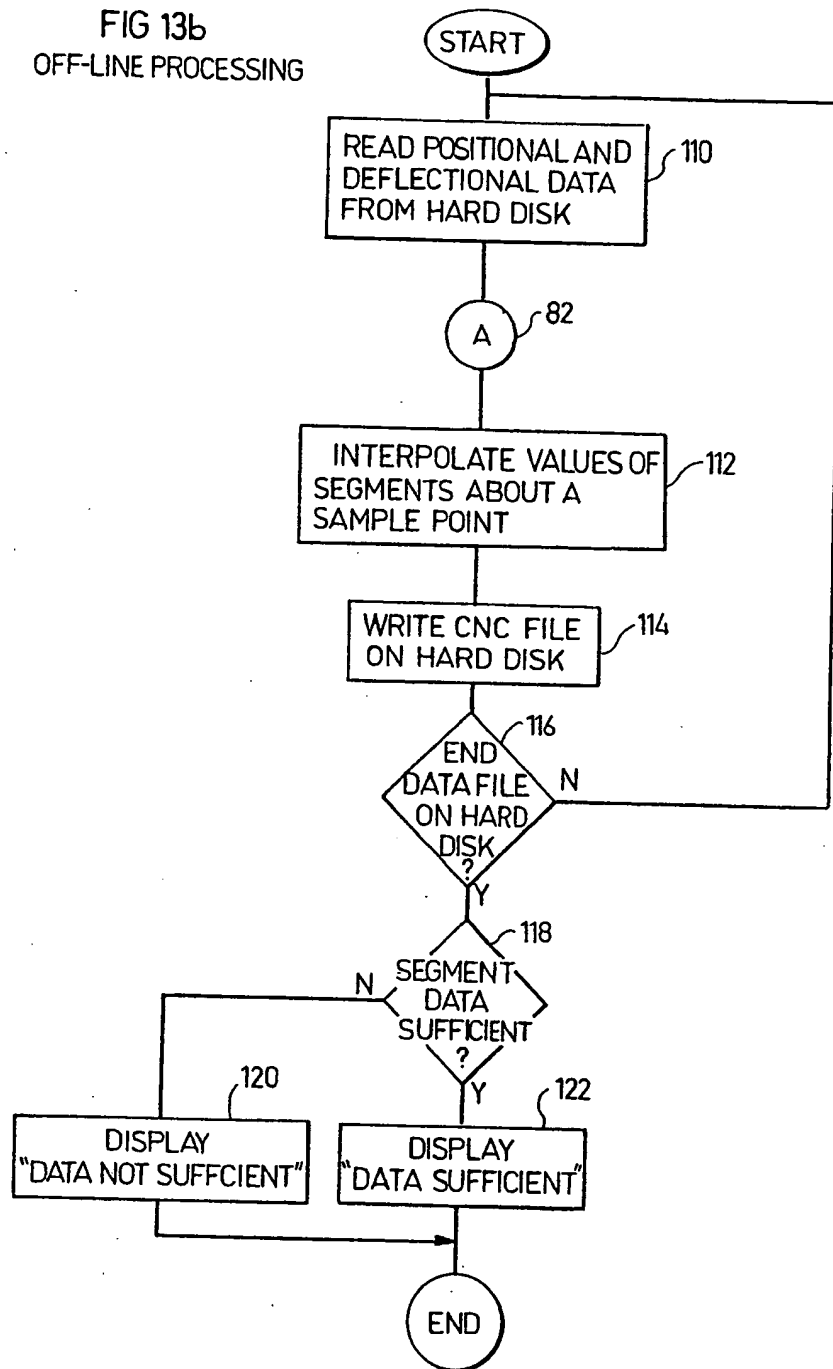 FIG 13b
OFF-LINE PROCESSING
START
READ POSITIONAL AND
DEFLECTIONAL DATA
FROM HARD DISK
110
A
82
INTERPOLATE VALUES OF
SEGMENTS ABOUT A
SAMPLE POINT
112
WRITE CNC FILE
ON HARD DISK
114
116
END
DATA FILE
ON HARD
DISK
?
N
Y
118
SEGMENT
DATA
SUFFICIENT
?
N
Y
120
DISPLAY
"DATA NOT SUFFCIENT"
122
DISPLAY
"DATA SUFFICIENT"
END